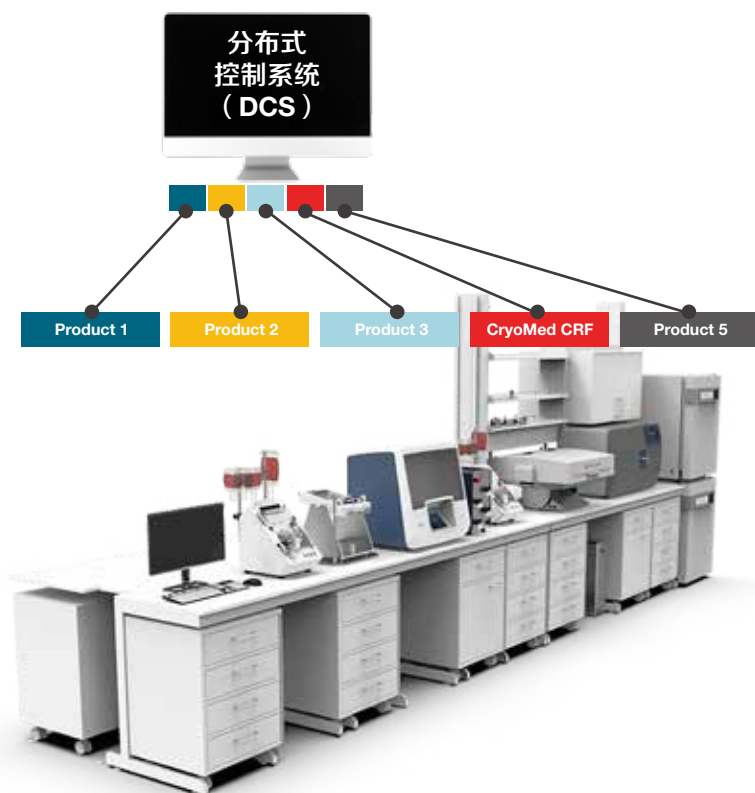 分布式
控制系统
（DCS）
Product 1
Product 2
Product 3
CryoMed CRF
Product 5